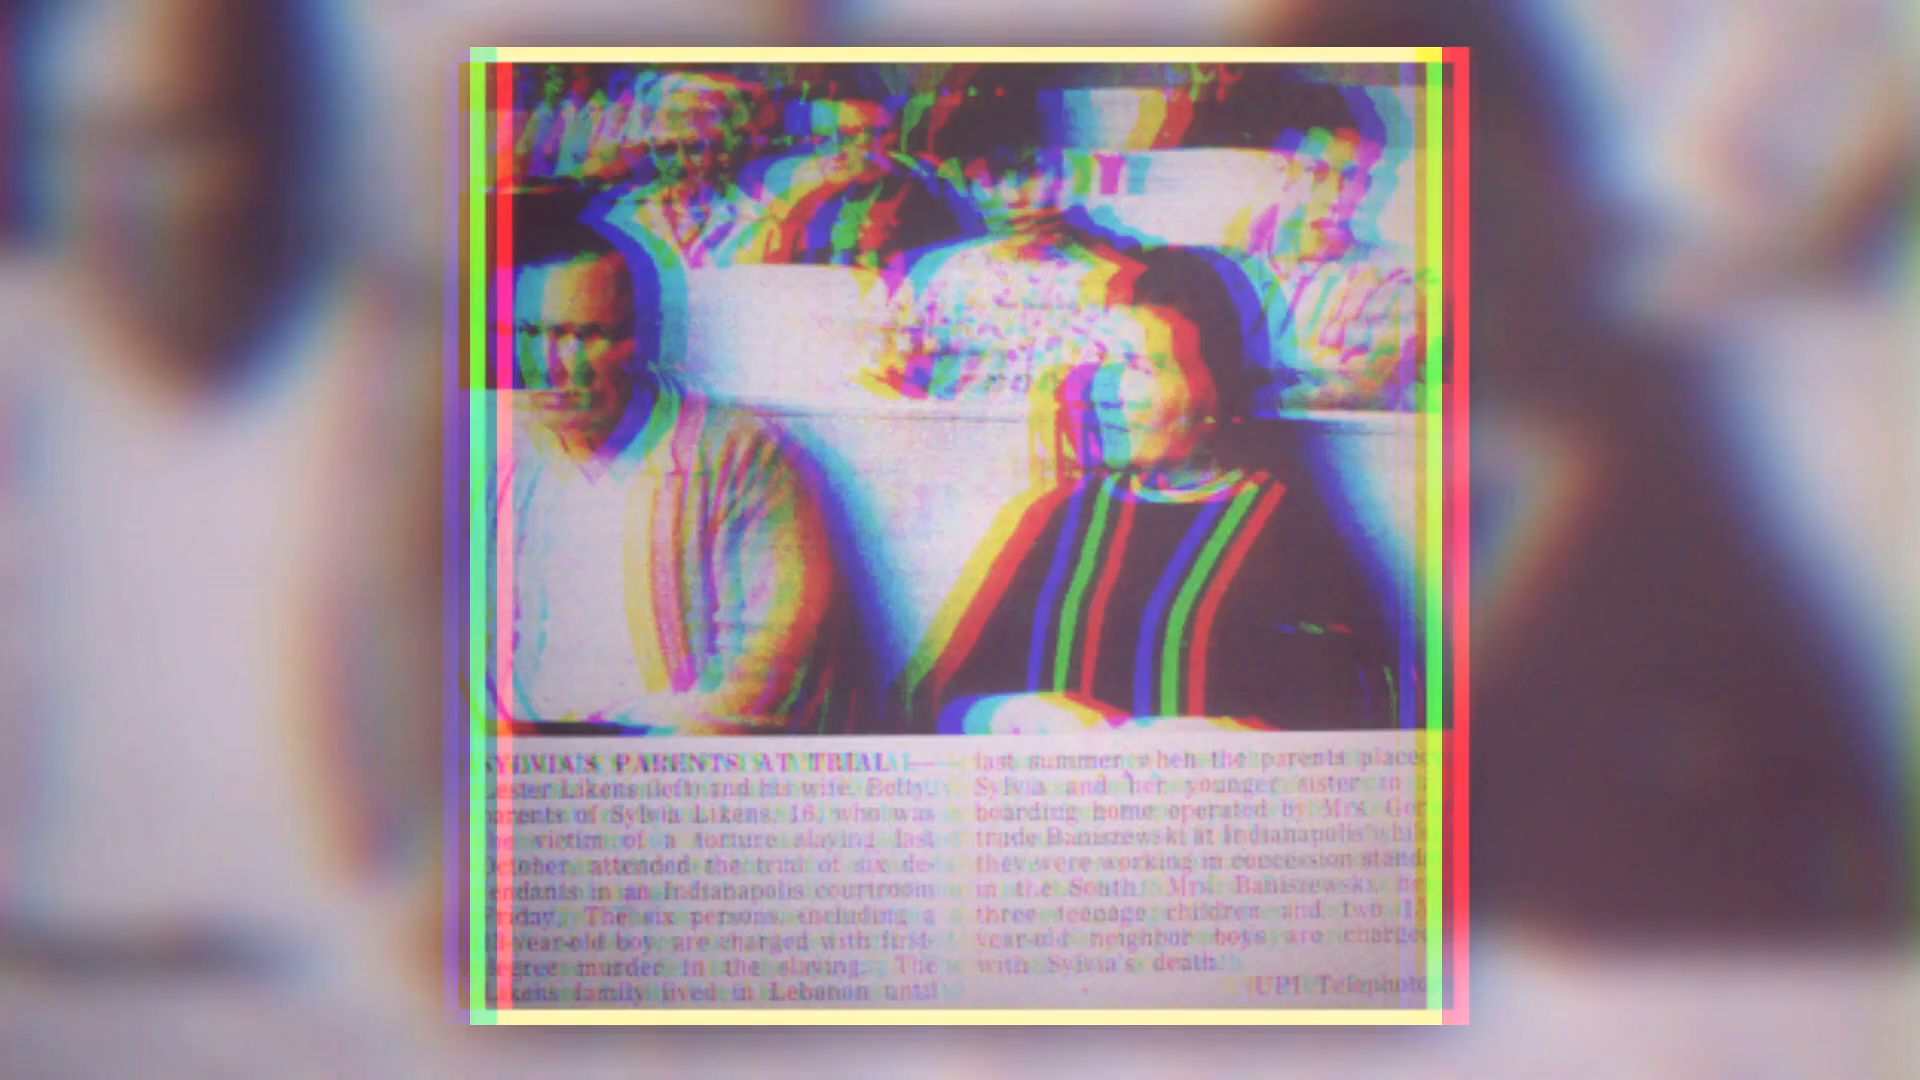 SYLVIA'S PARENTS AT TRIAL
Lester Likens (left) and his wife, Betty,
parents of Sylvia Likens, 16, who was
the victim of a torture slaying last
October, attended the trial of six de-
fendants in an Indianapolis courtroom
Friday. The six persons, including a
13-year-old boy, are charged with first-
degree murder in the slaying. The
Likens family lived in Lebanon until
last summer when the parents placed
Sylvia and her younger sister in a
boarding home operated by Mrs. Ger-
trude Baniszewski at Indianapolis while
they were working in concession stands
in the South. Mrs. Baniszewski, her
three teenage children and two
year-old neighbor boys are charged
with Sylvia's death.
(UPI Telephoto